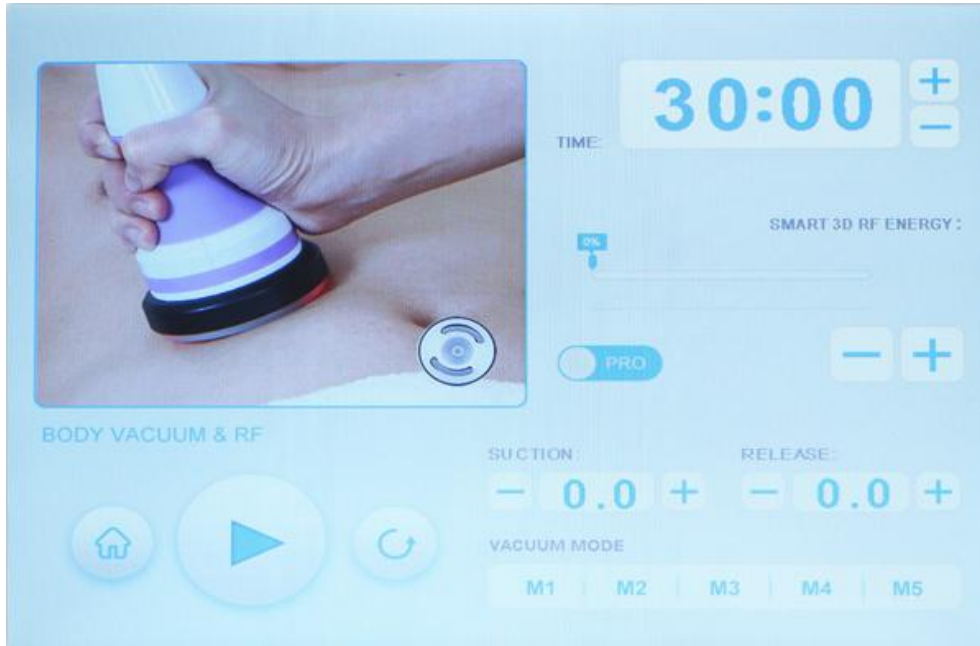 30:00
TIME:
SMART 3D RF ENERGY:
0%
PRO
BODY VACUUM & RF
SUCTION:
RELEASE:
0.0
0.0
VACUUM MODE
M1
M2
M3
M4
M5